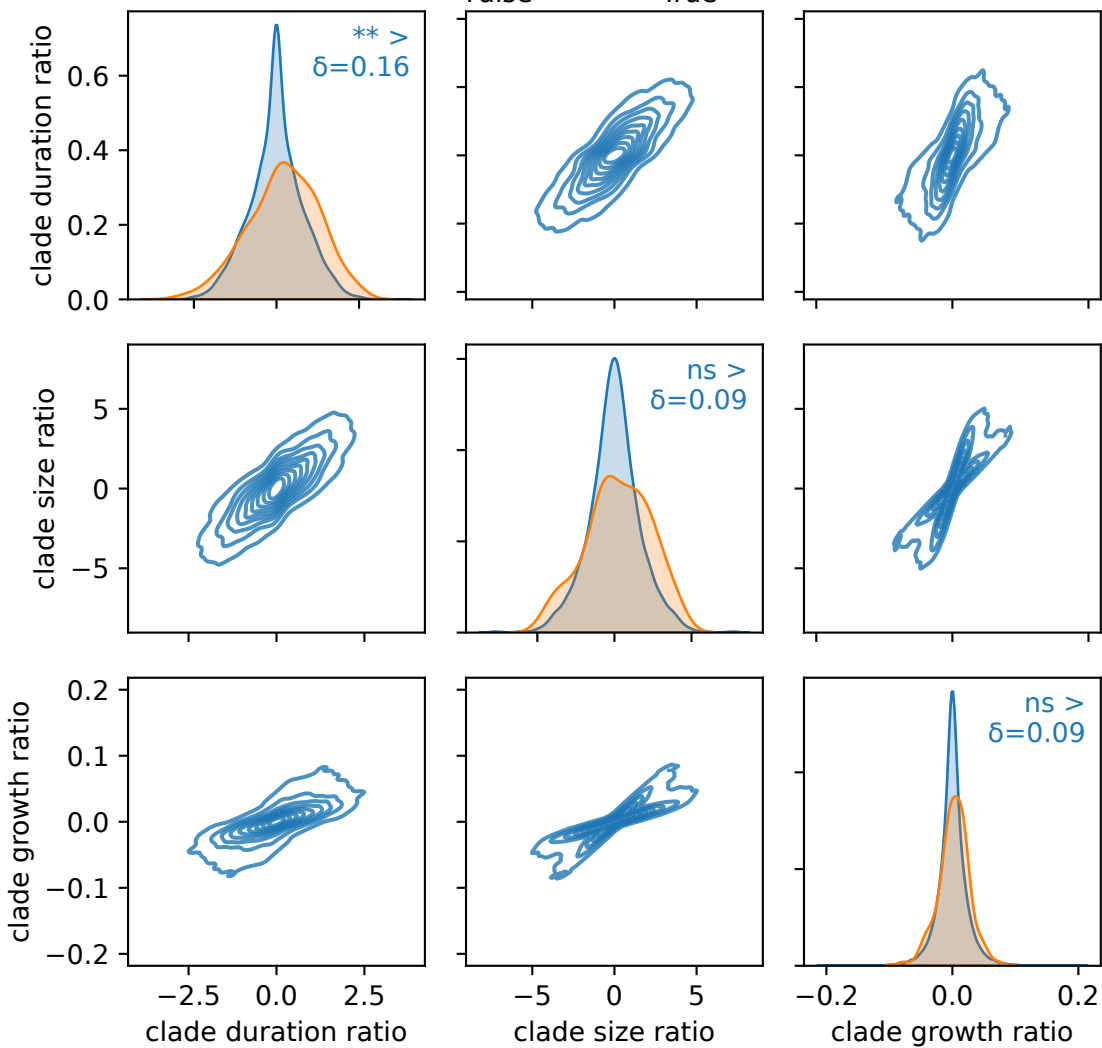 True
clade duration ratio
0.6
0.4
0.2
0.0
** >
δ=0.16
clade size ratio
5
0
−5
ns >
δ=0.09
clade growth ratio
0.2
0.1
0.0
−0.1
−0.2
ns >
δ=0.09
−2.5 0.0 2.5
−5 0 5
−0.2 0.0 0.2
clade duration ratio
clade size ratio
clade growth ratio